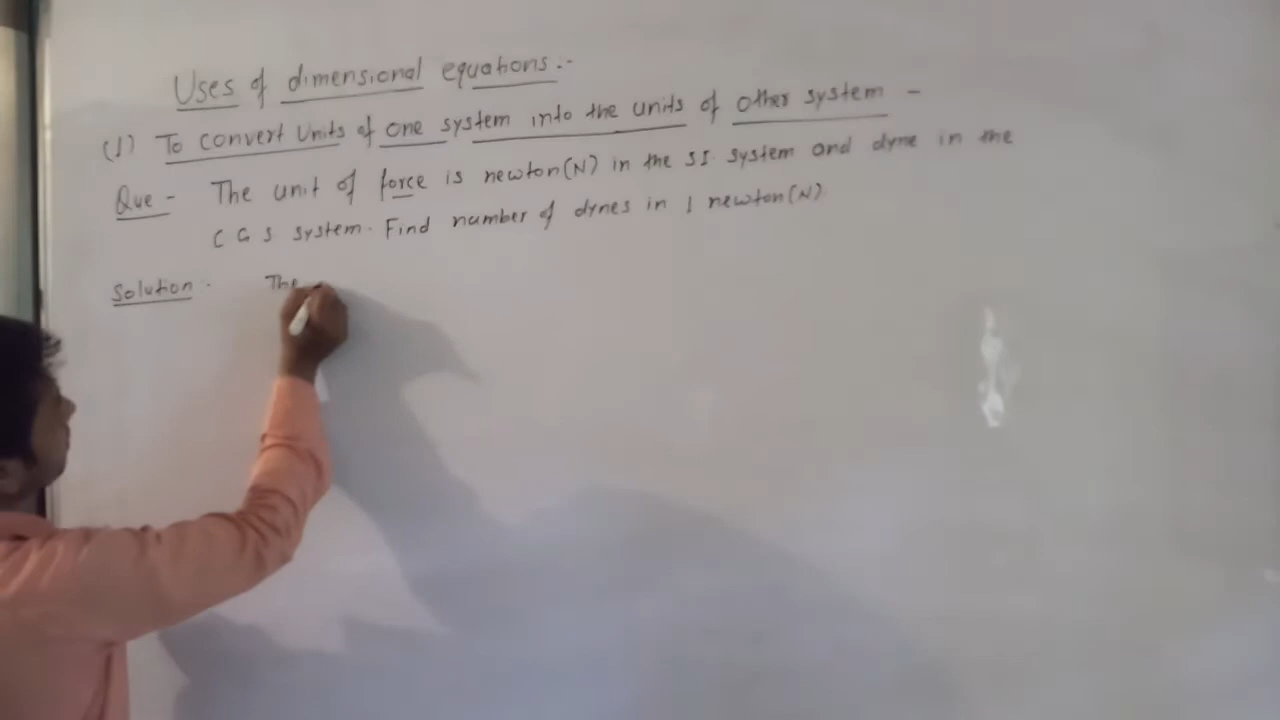 Uses of dimensional equations :-
(1) To convert Units of one system into the units of other system -
Que - The unit of force is newton(N) in the SI. system and dyne in the
C G S system. Find number of dynes in 1 newton(N).
Solution - The